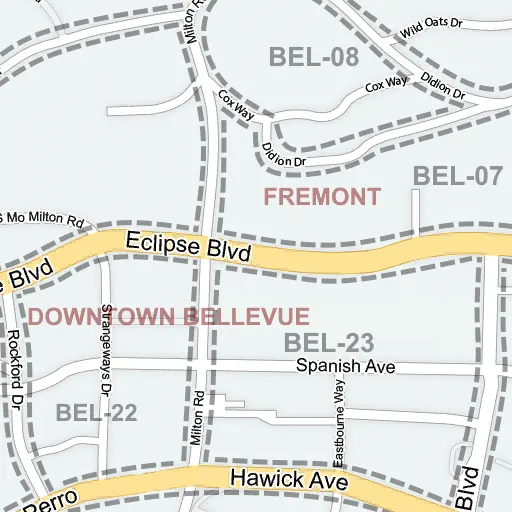 Milton Rd
Wild Oats Dr
BEL-08
Cox Way
Didion Dr
Cox Way
Didion Dr
BEL-07
FREMONT
Mo Milton Rd
Eclipse Blvd
e Blvd
DOWNTOWN BELLEVUE
Strangeways Dr
Rockford Dr
BEL-23
Spanish Ave
Milton Rd
Eastbourne Way
BEL-22
Hawick Ave
Blvd
Perro